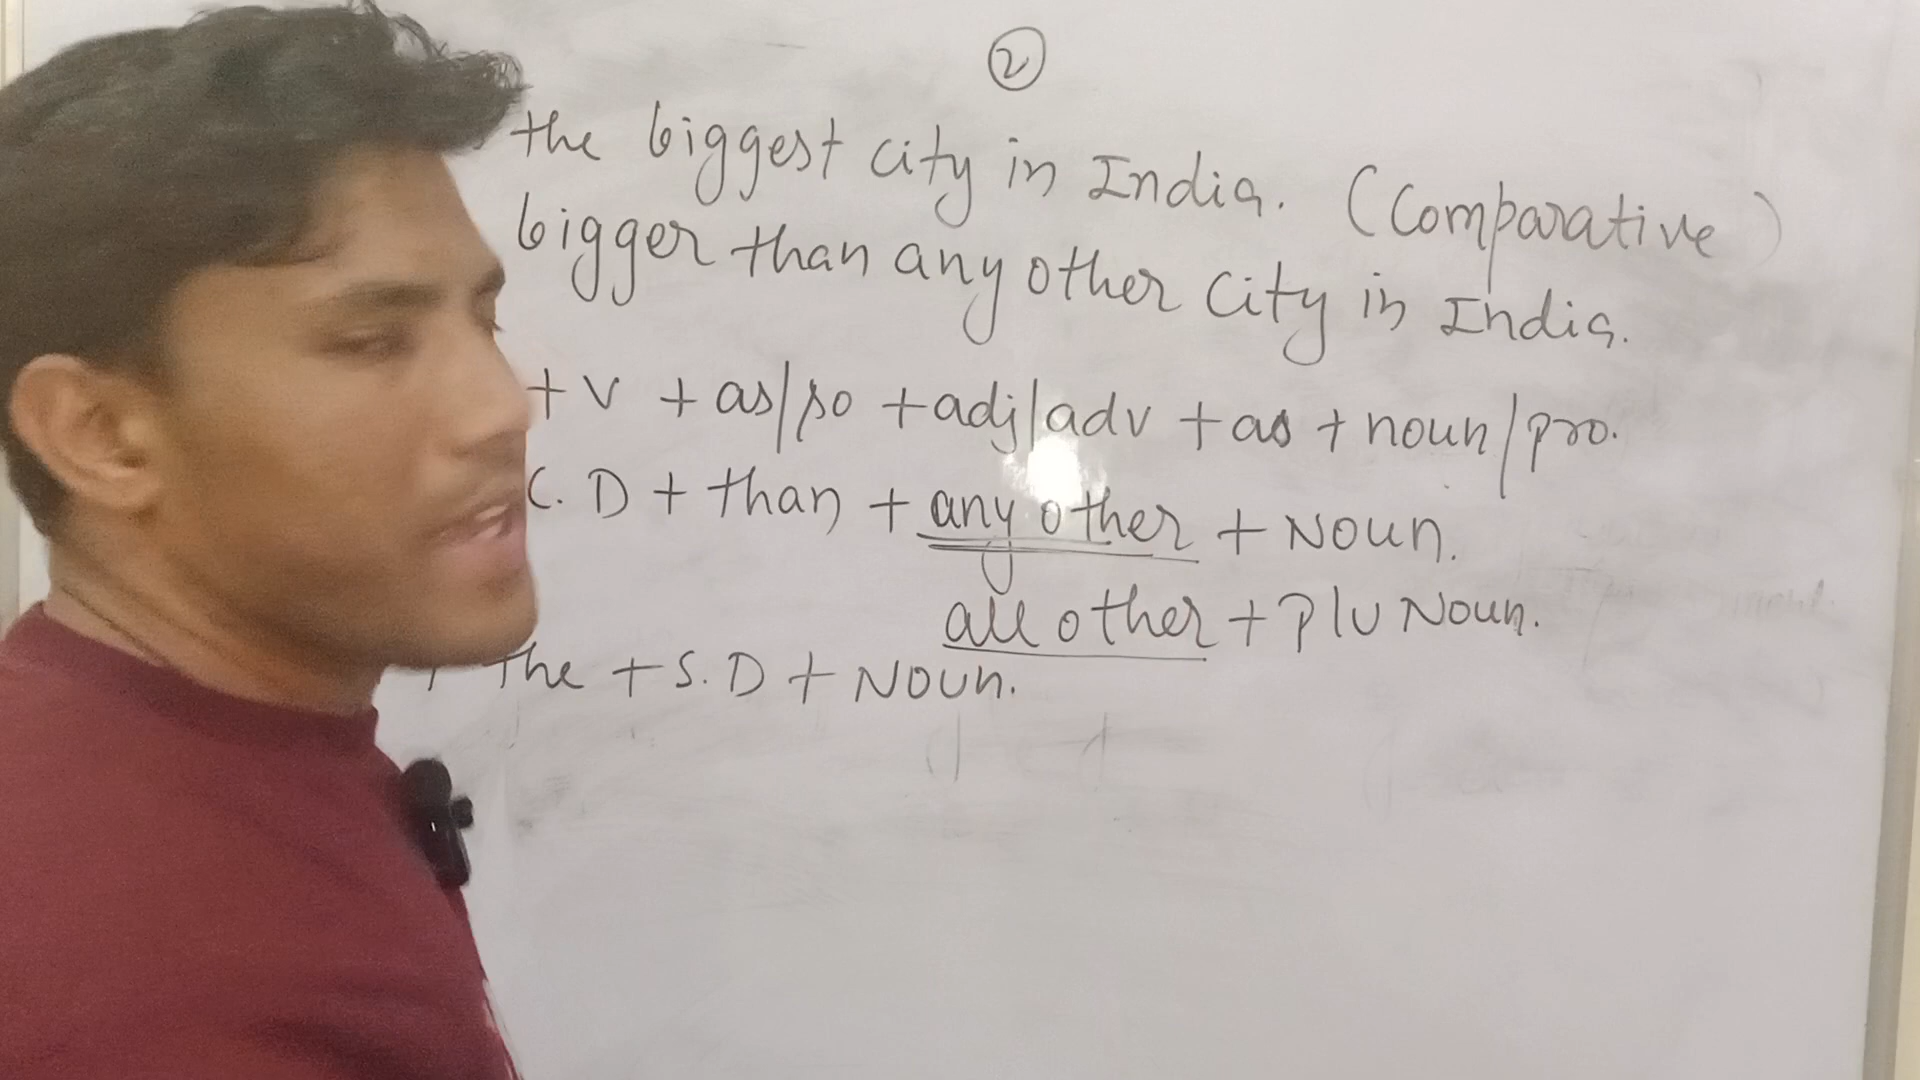 2
the biggest city in India. (Comparative)
bigger than any other city in India.
+ V + as/so + adj/adv + as + noun/pro.
C. D + than + any other + Noun.
all other + Plu Noun.
+ the + S. D + Noun.